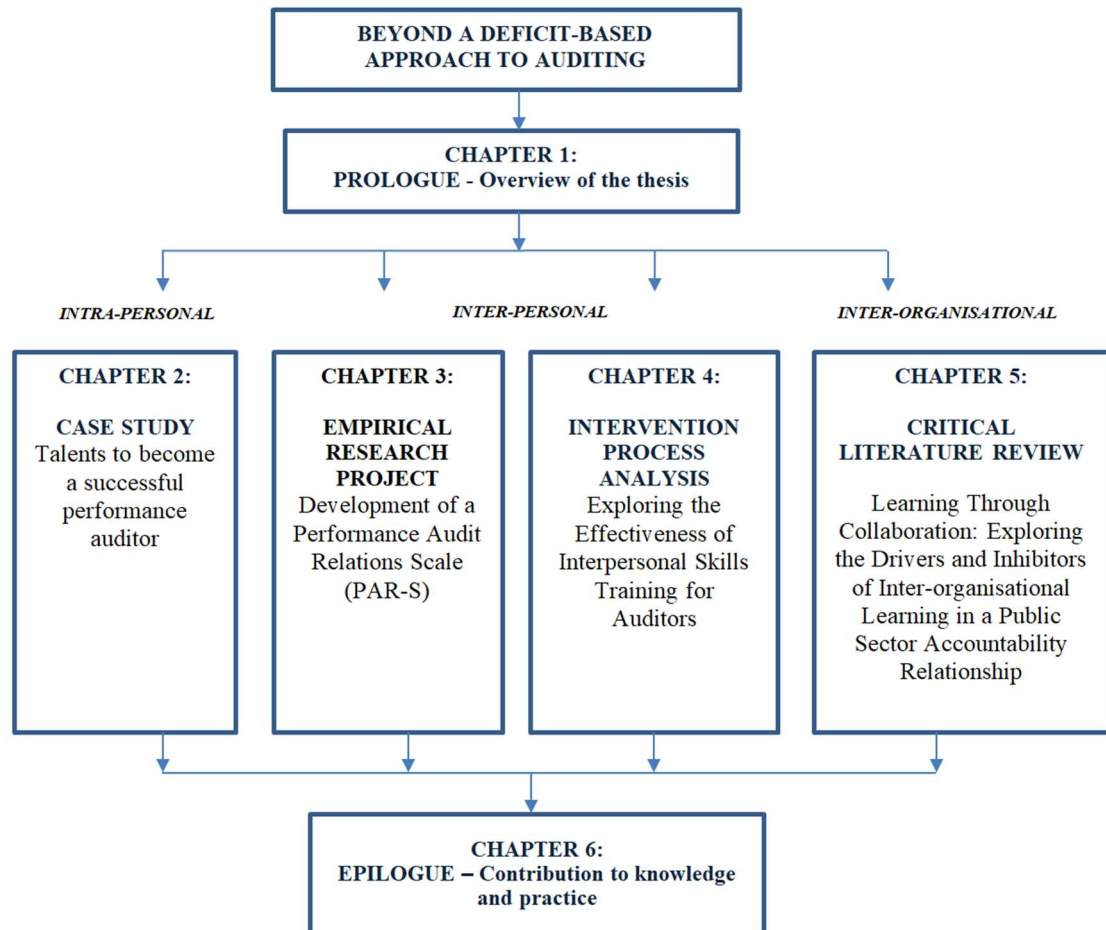 BEYOND A DEFICIT-BASED
APPROACH TO AUDITING
CHAPTER 1:
PROLOGUE - Overview of the thesis
INTRA-PERSONAL
INTER-PERSONAL
INTER-ORGANISATIONAL
CHAPTER 2:
CASE STUDY
Talents to become
a successful
performance
auditor
CHAPTER 3:
EMPIRICAL
RESEARCH
PROJECT
Development of a
Performance Audit
Relations Scale
(PAR-S)
CHAPTER 4:
INTERVENTION
PROCESS
ANALYSIS
Exploring the
Effectiveness of
Interpersonal Skills
Training for
Auditors
CHAPTER 5:
CRITICAL
LITERATURE REVIEW
Learning Through
Collaboration: Exploring
the Drivers and Inhibitors
of Inter-organisational
Learning in a Public
Sector Accountability
Relationship
CHAPTER 6:
EPILOGUE – Contribution to knowledge
and practice